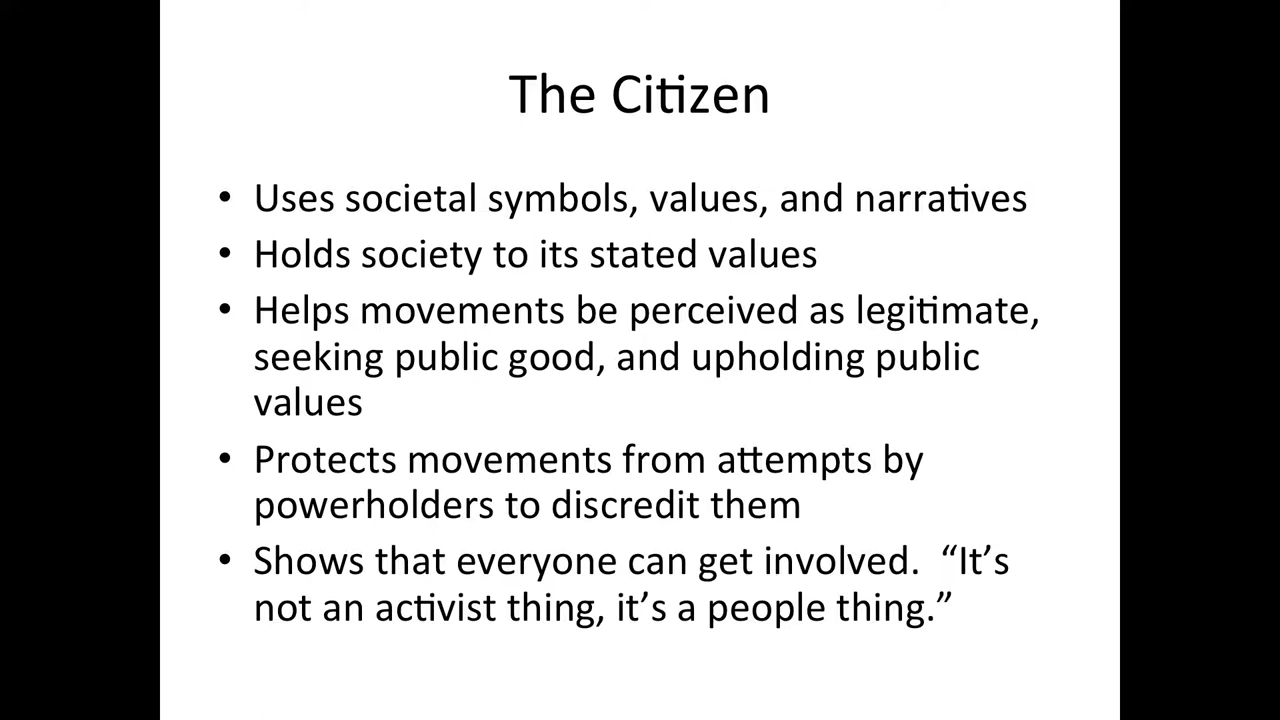 The Citizen
• Uses societal symbols, values, and narratives
• Holds society to its stated values
• Helps movements be perceived as legitimate,
seeking public good, and upholding public
values
• Protects movements from attempts by
powerholders to discredit them
• Shows that everyone can get involved.  “It’s
not an activist thing, it’s a people thing.”